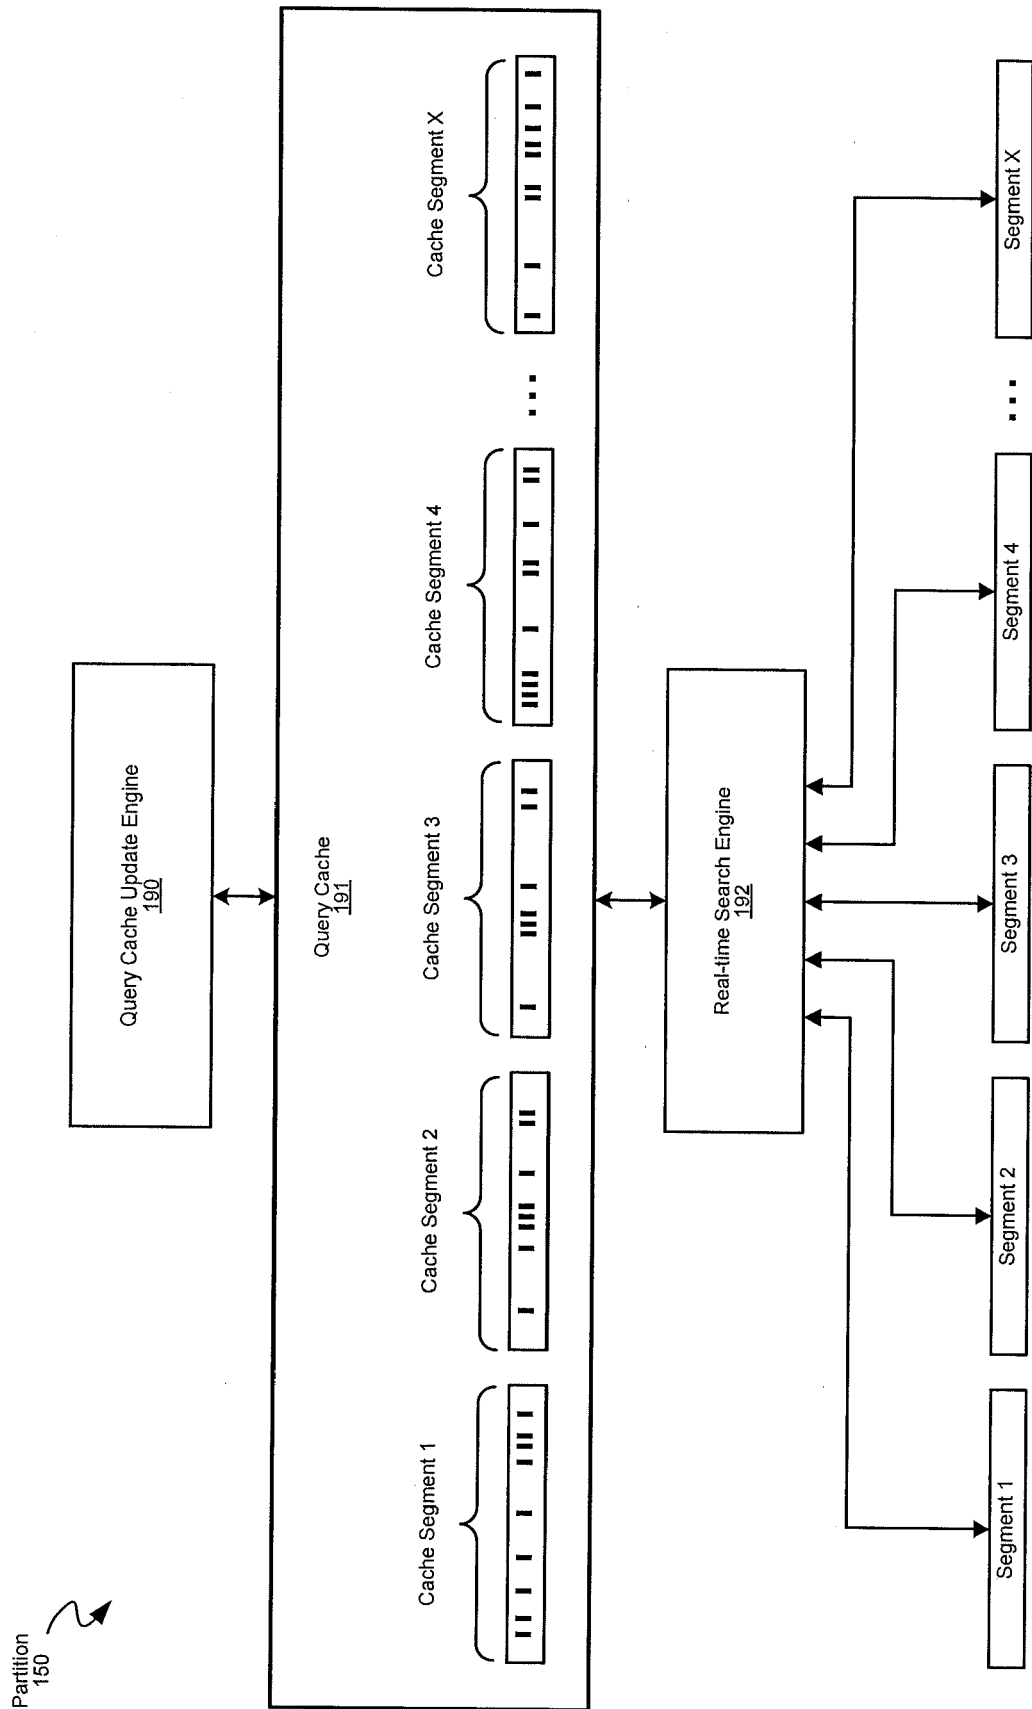 Partition
150
Query Cache Update Engine
190
Query Cache
191
Cache Segment 1
Cache Segment 2
Cache Segment 3
Cache Segment 4
...
Cache Segment X
Real-time Search Engine
192
Segment 1
Segment 2
Segment 3
Segment 4
...
Segment X